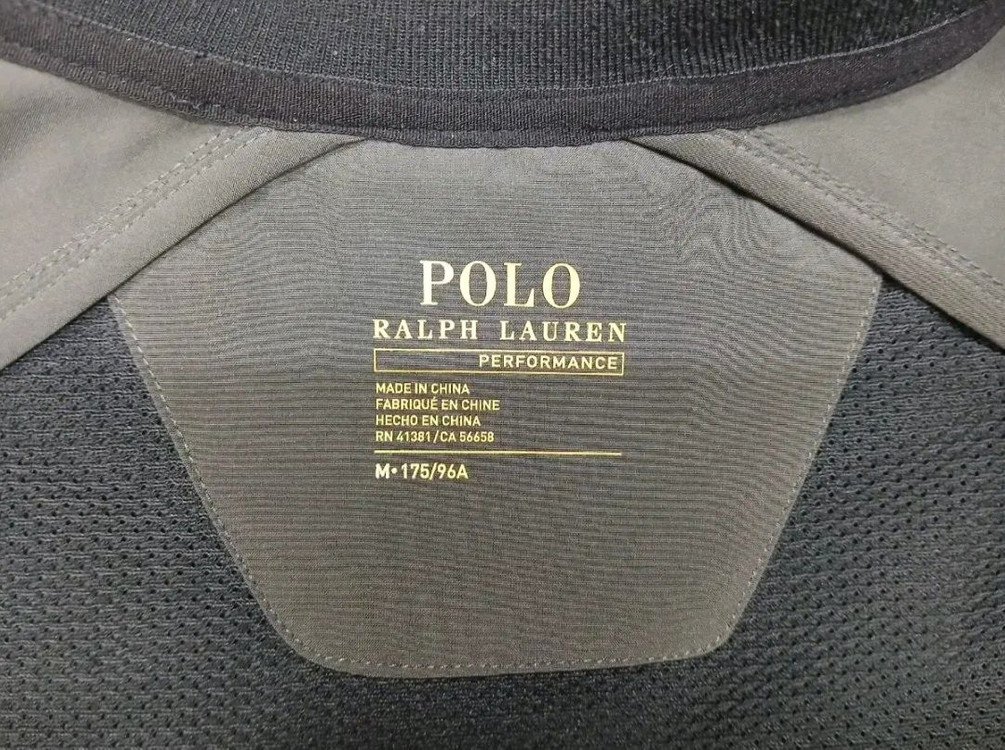 POLO
RALPH LAUREN
PERFORMANCE
MADE IN CHINA
FABRIQUÉ EN CHINE
HECHO EN CHINA
RN 41381/CA 56658
M•175/96A